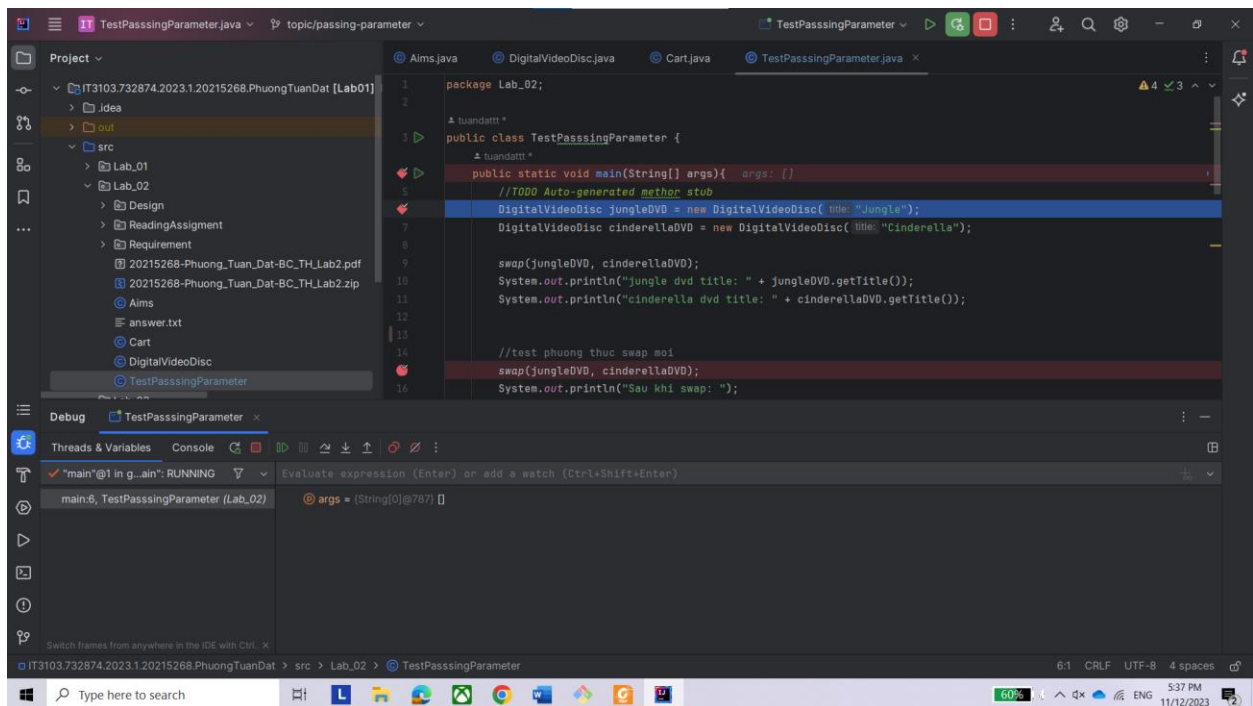 IT TestPasssingParameter.java topic/passing-parameter TestPasssingParameter
Project
IT3103.732874.2023.1.20215268.PhuongTuanDat [Lab01]
.idea
out
src
Lab_01
Lab_02
Design
ReadingAssigment
Requirement
20215268-Phuong_Tuan_Dat-BC_TH_Lab2.pdf
20215268-Phuong_Tuan_Dat-BC_TH_Lab2.zip
Aims
answer.txt
Cart
DigitalVideoDisc
TestPasssingParameter
Aims.java DigitalVideoDisc.java Cart.java TestPasssingParameter.java
4 3
1 package Lab_02;
2
tuandattt *
3 public class TestPasssingParameter {
tuandattt *
public static void main(String[] args){ args: []
5 //TODO Auto-generated methor stub
DigitalVideoDisc jungleDVD = new DigitalVideoDisc( title: "Jungle");
7 DigitalVideoDisc cinderellaDVD = new DigitalVideoDisc( title: "Cinderella");
8
9 swap(jungleDVD, cinderellaDVD);
10 System.out.println("jungle dvd title: " + jungleDVD.getTitle());
11 System.out.println("cinderella dvd title: " + cinderellaDVD.getTitle());
12
13
14 //test phuong thuc swap moi
swap(jungleDVD, cinderellaDVD);
16 System.out.println("Sau khi swap: ");
Debug TestPasssingParameter
Threads & Variables Console
"main"@1 in g...ain": RUNNING Evaluate expression (Enter) or add a watch (Ctrl+Shift+Enter)
main:6, TestPasssingParameter (Lab_02) args = {String[0]@787} []
Switch frames from anywhere in the IDE with Ctrl..
IT3103.732874.2023.1.20215268.PhuongTuanDat > src > Lab_02 > TestPasssingParameter 6:1 CRLF UTF-8 4 spaces
Type here to search 60% ENG 5:37 PM
11/12/2023 2